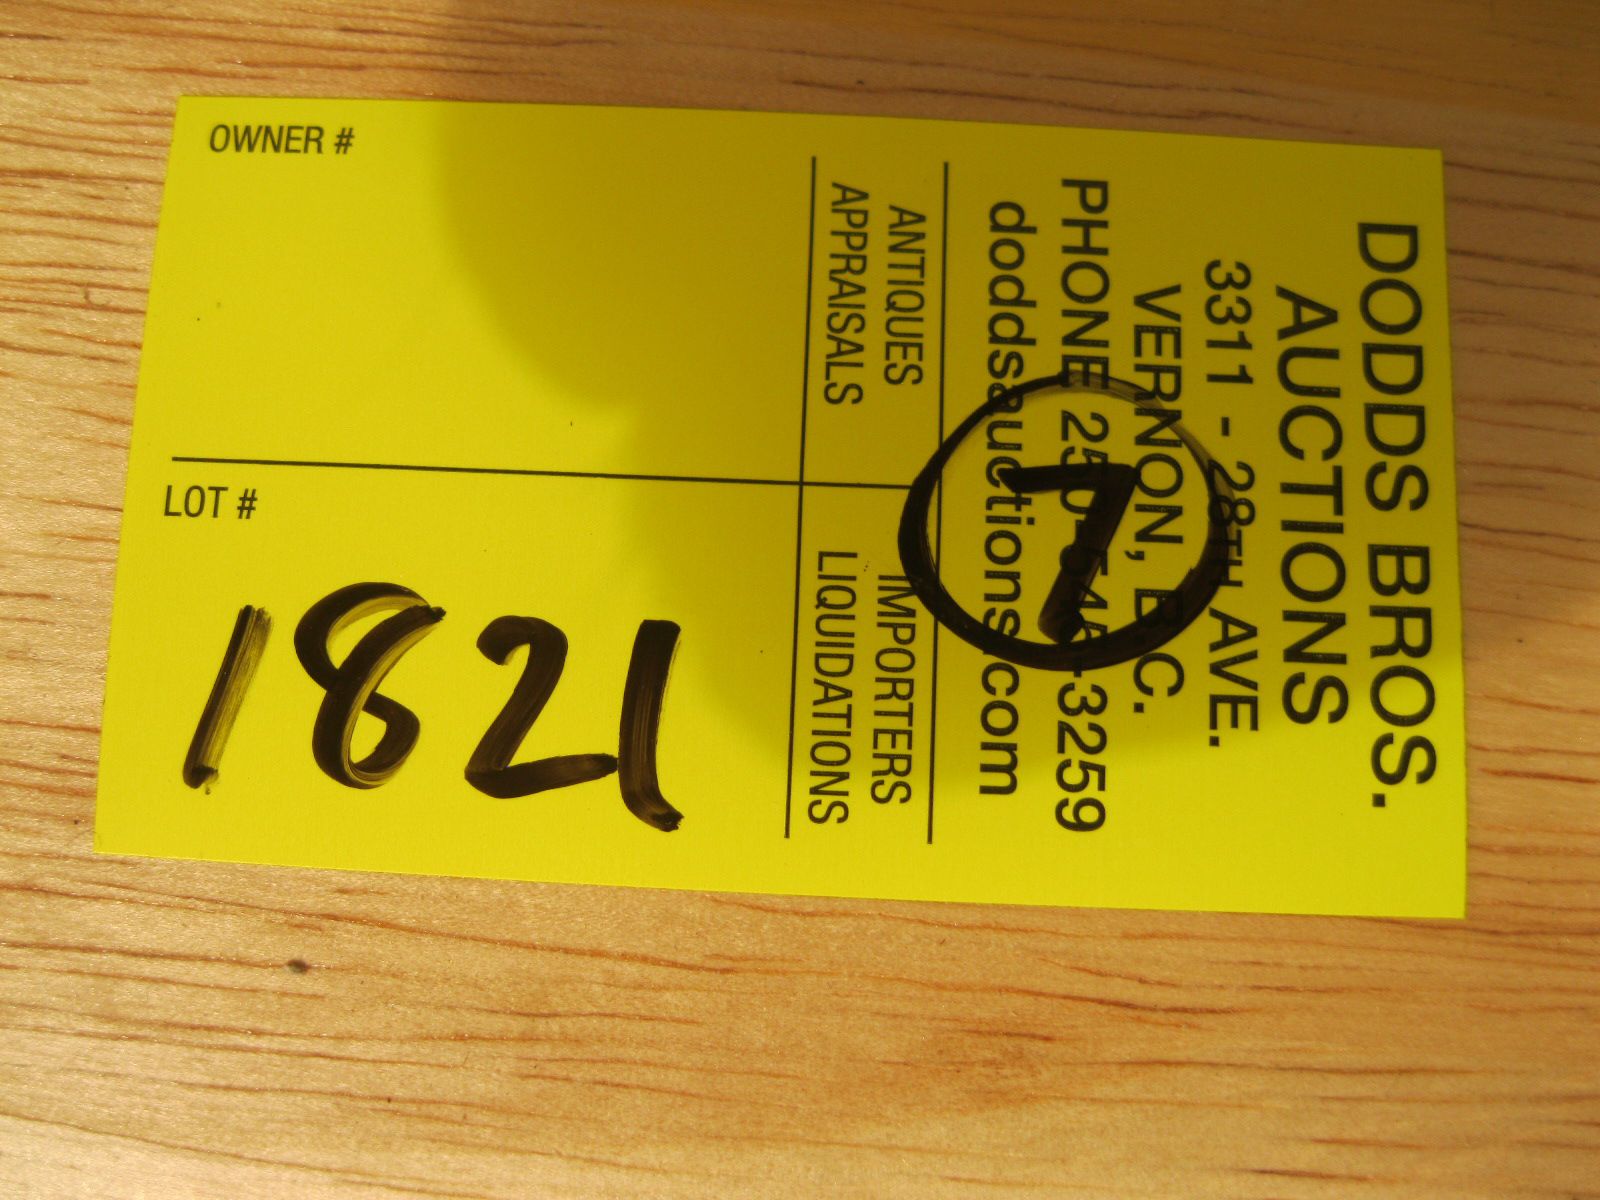 DODDS BROS.
AUCTIONS
3311 - 28TH AVE.
VERNON, B.C.
PHONE 250-545-3259
doddsauctions.com
7
ANTIQUES
APPRAISALS
IMPORTERS
LIQUIDATIONS
OWNER #
LOT #
1821